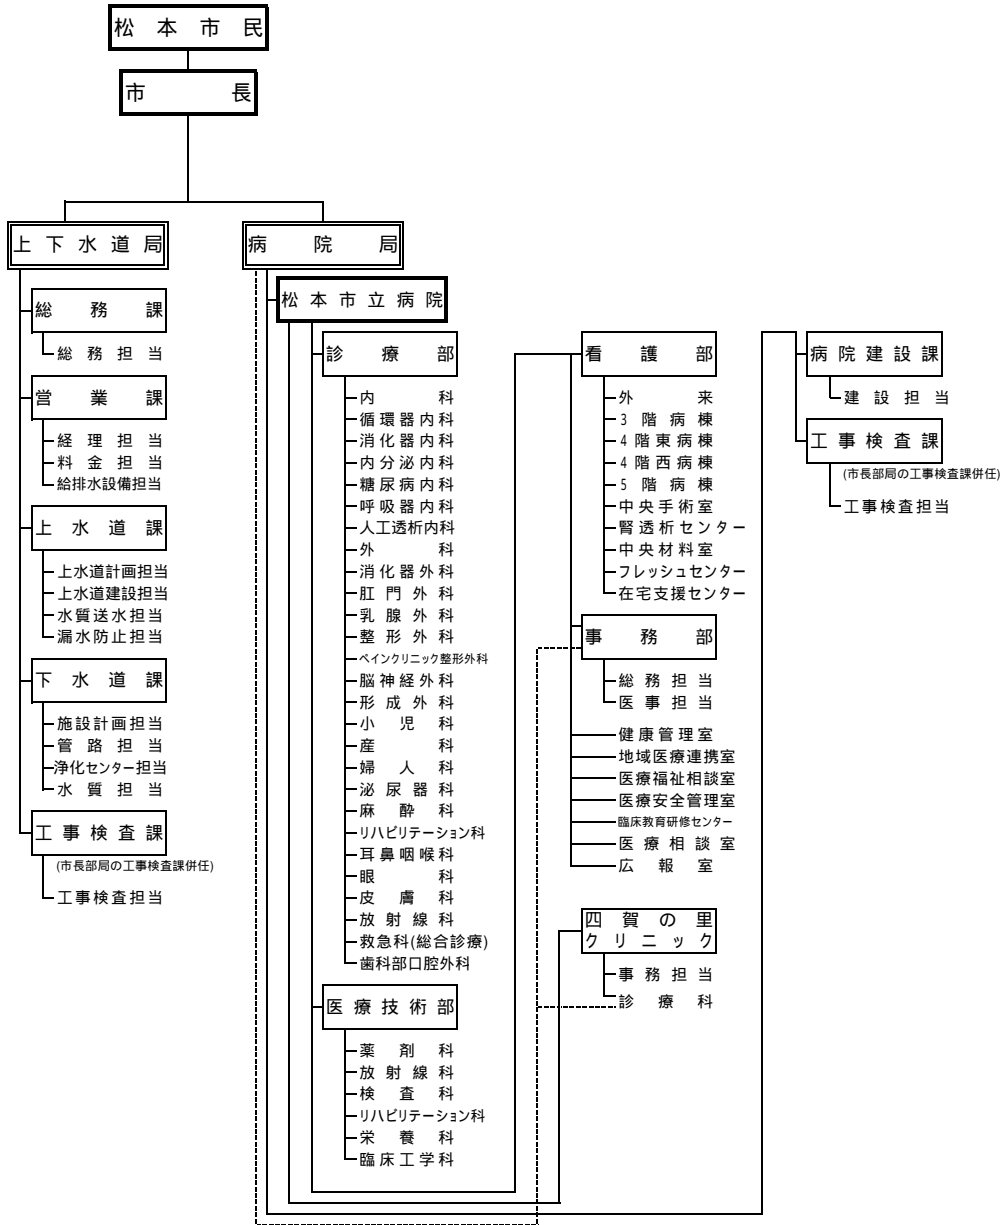 松本市民
市長
上下水道局
総務課
総務担当
営業課
経理担当
料金担当
給排水設備担当
上水道課
上水道計画担当
上水道建設担当
水質送水担当
漏水防止担当
下水道課
施設計画担当
管路担当
浄化センター担当
水質担当
工事検査課
(市長部局の工事検査課併任)
工事検査担当
病院局
松本市立病院
診療部
内科
循環器内科
消化器内科
内分泌内科
糖尿病内科
呼吸器内科
人工透析内科
外科
消化器外科
肛門外科
乳腺外科
整形外科
ペインクリニック整形外科
脳神経外科
形成外科
小児科
産科
婦人科
泌尿器科
麻酔科
リハビリテーション科
耳鼻咽喉科
眼科
皮膚科
放射線科
救急科(総合診療)
歯科部口腔外科
医療技術部
薬剤科
放射線科
検査科
リハビリテーション科
栄養科
臨床工学科
看護部
外来
3階病棟
4階東病棟
4階西病棟
5階病棟
中央手術室
腎透析センター
中央材料室
フレッシュセンター
在宅支援センター
事務部
総務担当
医事担当
健康管理室
地域医療連携室
医療福祉相談室
医療安全管理室
臨床教育研修センター
医療相談室
広報室
四賀の里
クリニック
事務担当
診療科
病院建設課
建設担当
工事検査課
(市長部局の工事検査課併任)
工事検査担当